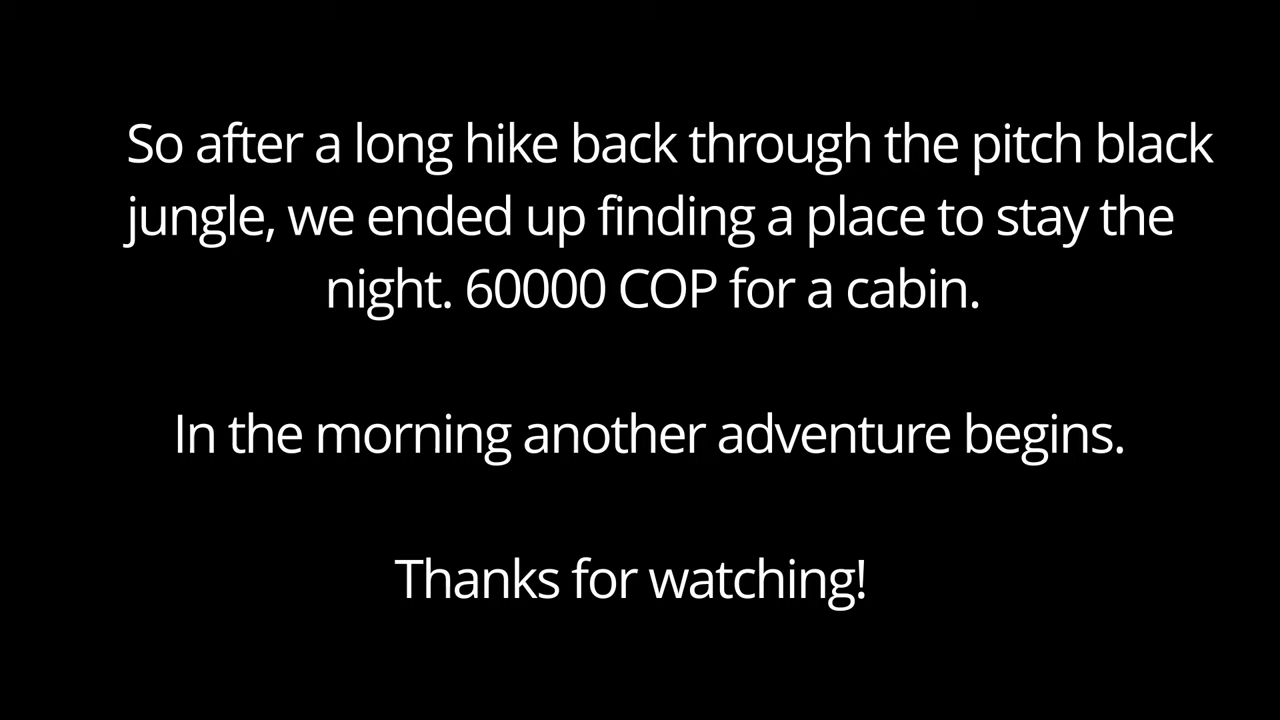 So after a long hike back through the pitch black
jungle, we ended up finding a place to stay the
night. 60000 COP for a cabin.
In the morning another adventure begins.
Thanks for watching!